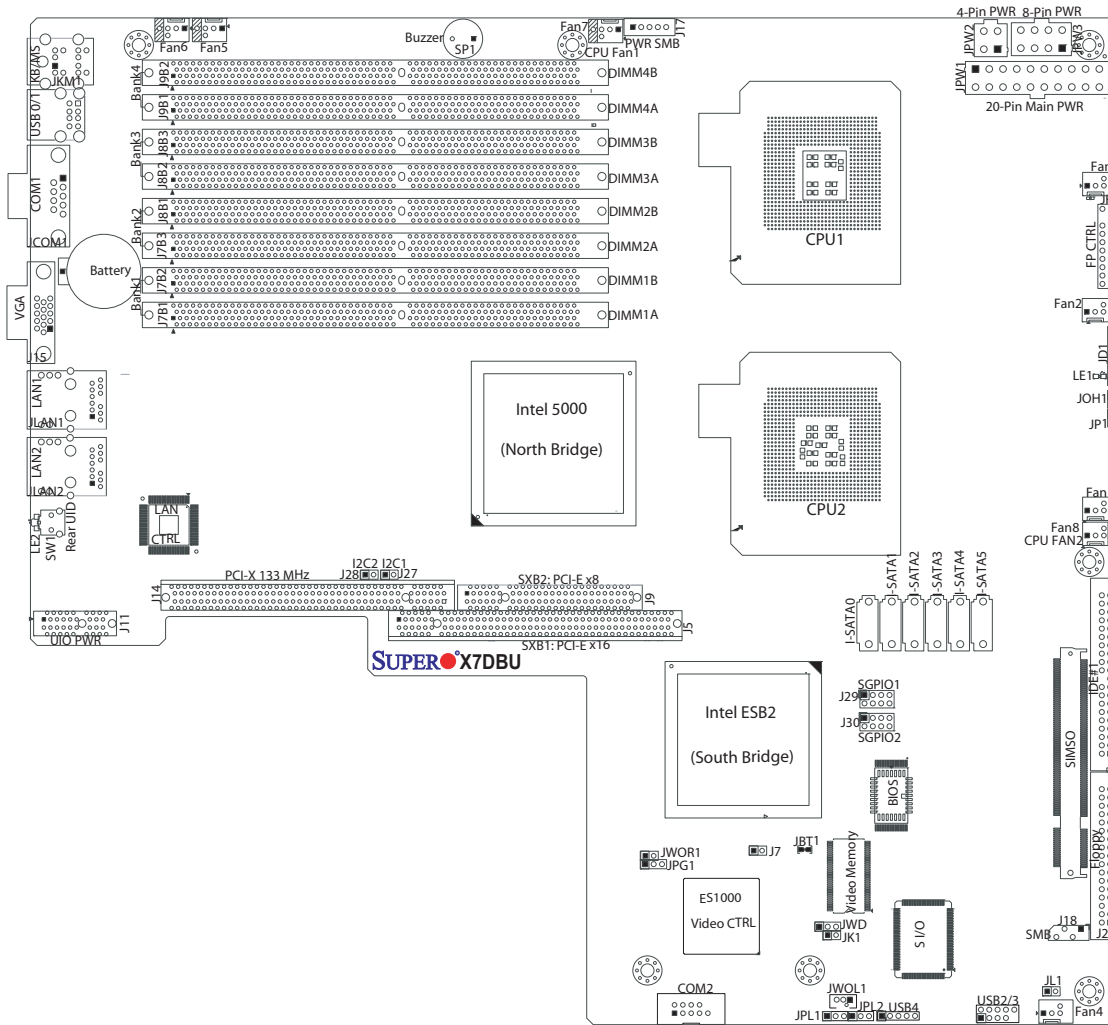 4-Pin PWR 8-Pin PWR
Fan6
Fan5
Buzzer
SP1
Fan7
CPU Fan1
J17
PWR SMB
JPW2
JPW3
JPW1
20-Pin Main PWR
KB/MS
JKM1
USB 0/1
COM1
JCOM1
Battery
VGA
J15
LAN1
JLAN1
LAN2
JLAN2
LE2
SW1
Rear UID
LAN
CTRL
Bank4
J9B2
DIMM4B
J9B1
DIMM4A
Bank3
J8B3
DIMM3B
J8B2
DIMM3A
Bank2
J8B1
DIMM2B
J7B3
DIMM2A
Bank1
J7B2
DIMM1B
J7B1
DIMM1A
CPU1
CPU2
Intel 5000
(North Bridge)
Fan
FP CTRL
Fan2
JD1
LE1
JOH1
JP1
Fan
Fan8
CPU FAN2
PCI-X 133 MHz
J14
I2C2 I2C1
J28
J27
SXB2: PCI-E x8
J9
J5
SXB1: PCI-E x16
J11
UIO PWR
SUPER X7DBU
I-SATA0
I-SATA1
I-SATA2
I-SATA3
I-SATA4
I-SATA5
Intel ESB2
(South Bridge)
SGPIO1
J29
J30
SGPIO2
BIOS
IDE#1
SIMSO
Floppy
JWOR1
JPG1
J7
JBT1
Video Memory
ES1000
Video CTRL
JWD
JK1
S I/O
J18
SMB
J2
COM2
JWOL1
JPL1
JPL2
USB4
USB2/3
JL1
Fan4